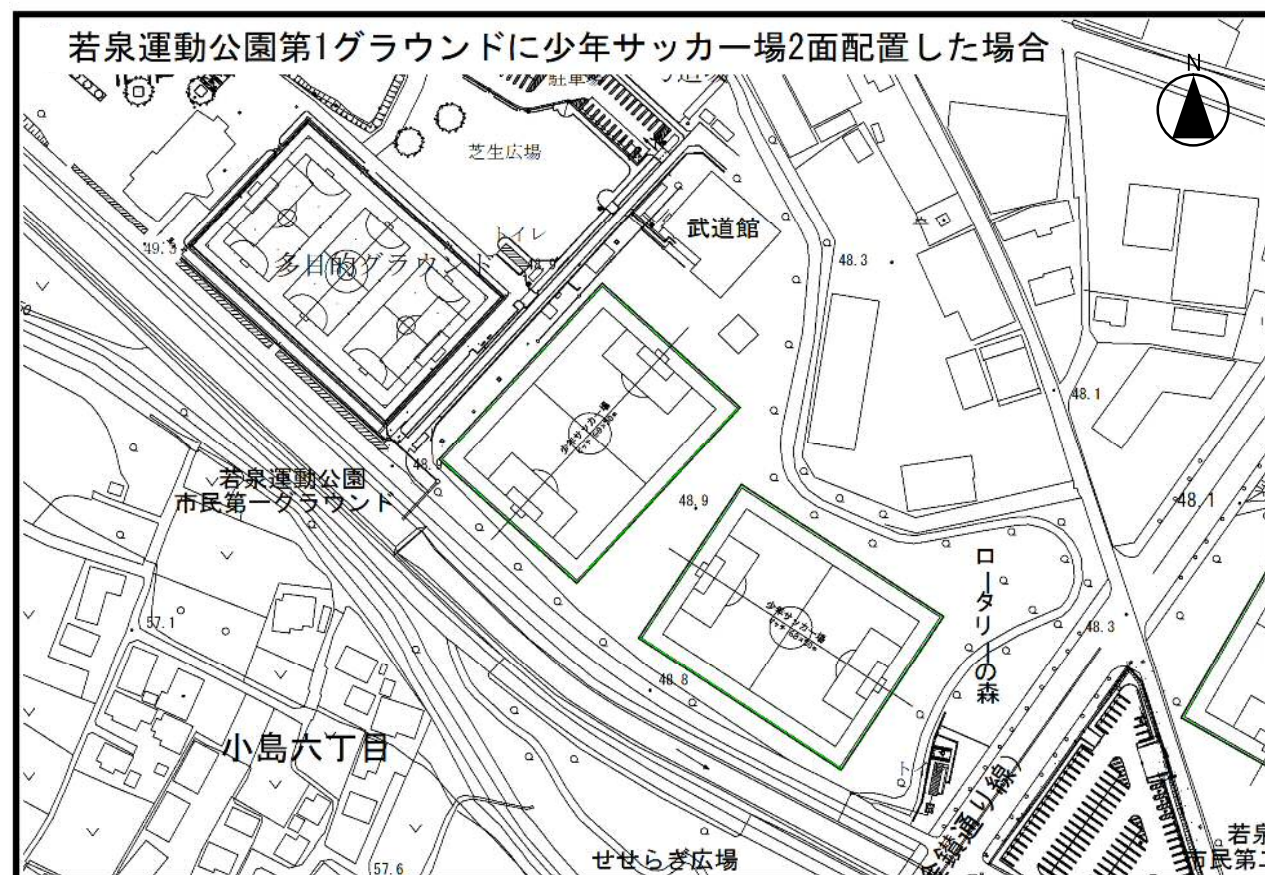 若泉運動公園第1グラウンドに少年サッカー場2面配置した場合
N
駐車場
芝生広場
武道館
トイレ
49.3
多目的グラウンド
48.9
48.3
48.1
若泉運動公園
市民第一グラウンド
48.9
少年サッカー場
48.9
48.1
ロータリーの森
少年サッカー場
57.1
48.3
48.8
小島六丁目
せせらぎ広場
57.6